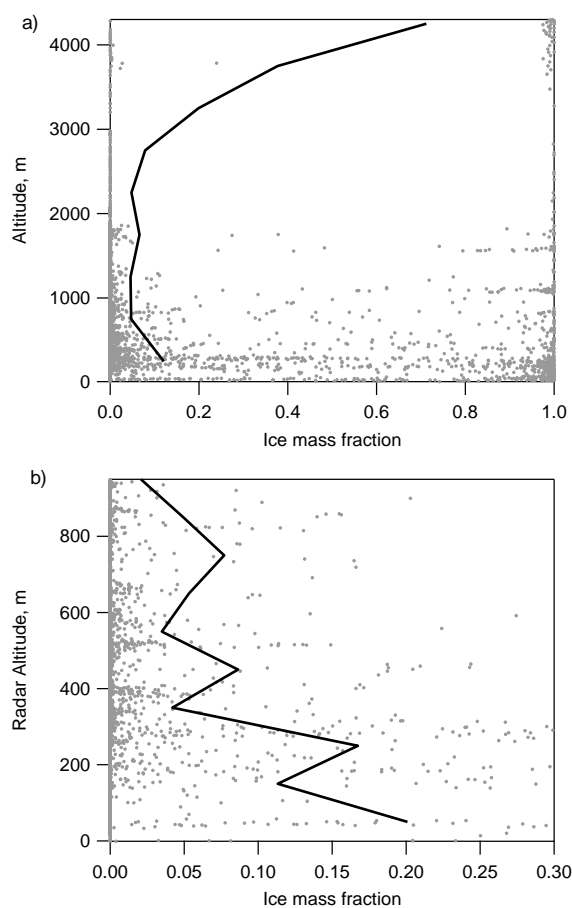 a)
4000
3000
2000
1000
0
Altitude, m
0.0 0.2 0.4 0.6 0.8 1.0
Ice mass fraction
b)
800
600
400
200
0
Radar Altitude, m
0.00 0.05 0.10 0.15 0.20 0.25 0.30
Ice mass fraction